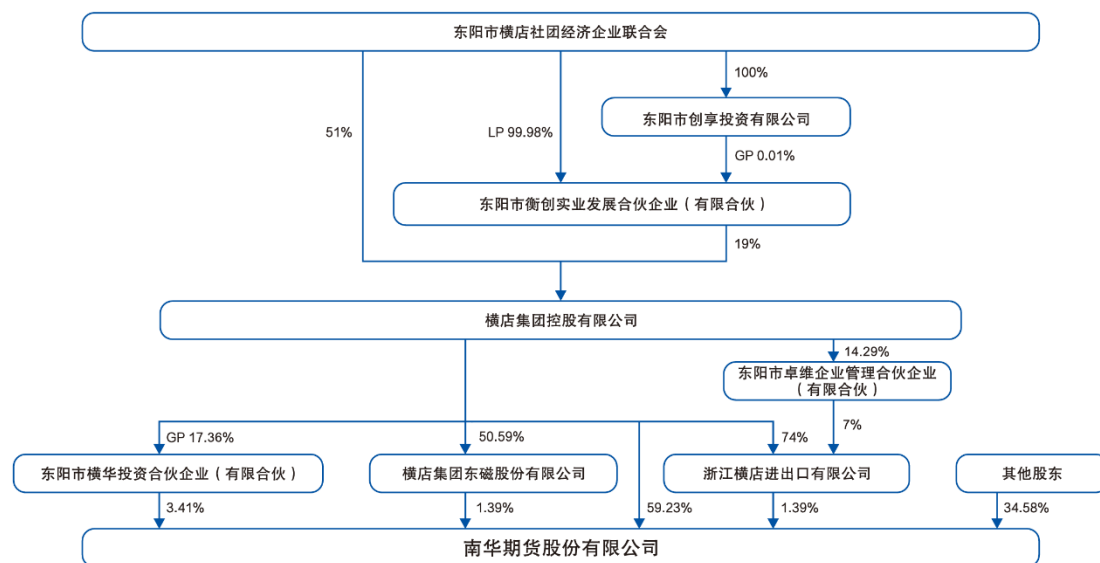 东阳市横店社团经济企业联合会
100%
东阳市创享投资有限公司
51%
LP 99.98%
GP 0.01%
东阳市衡创实业发展合伙企业（有限合伙）
19%
横店集团控股有限公司
14.29%
东阳市卓维企业管理合伙企业
（有限合伙）
GP 17.36%
50.59%
74%
7%
东阳市横华投资合伙企业（有限合伙）
横店集团东磁股份有限公司
浙江横店进出口有限公司
其他股东
3.41%
1.39%
59.23%
1.39%
34.58%
南华期货股份有限公司